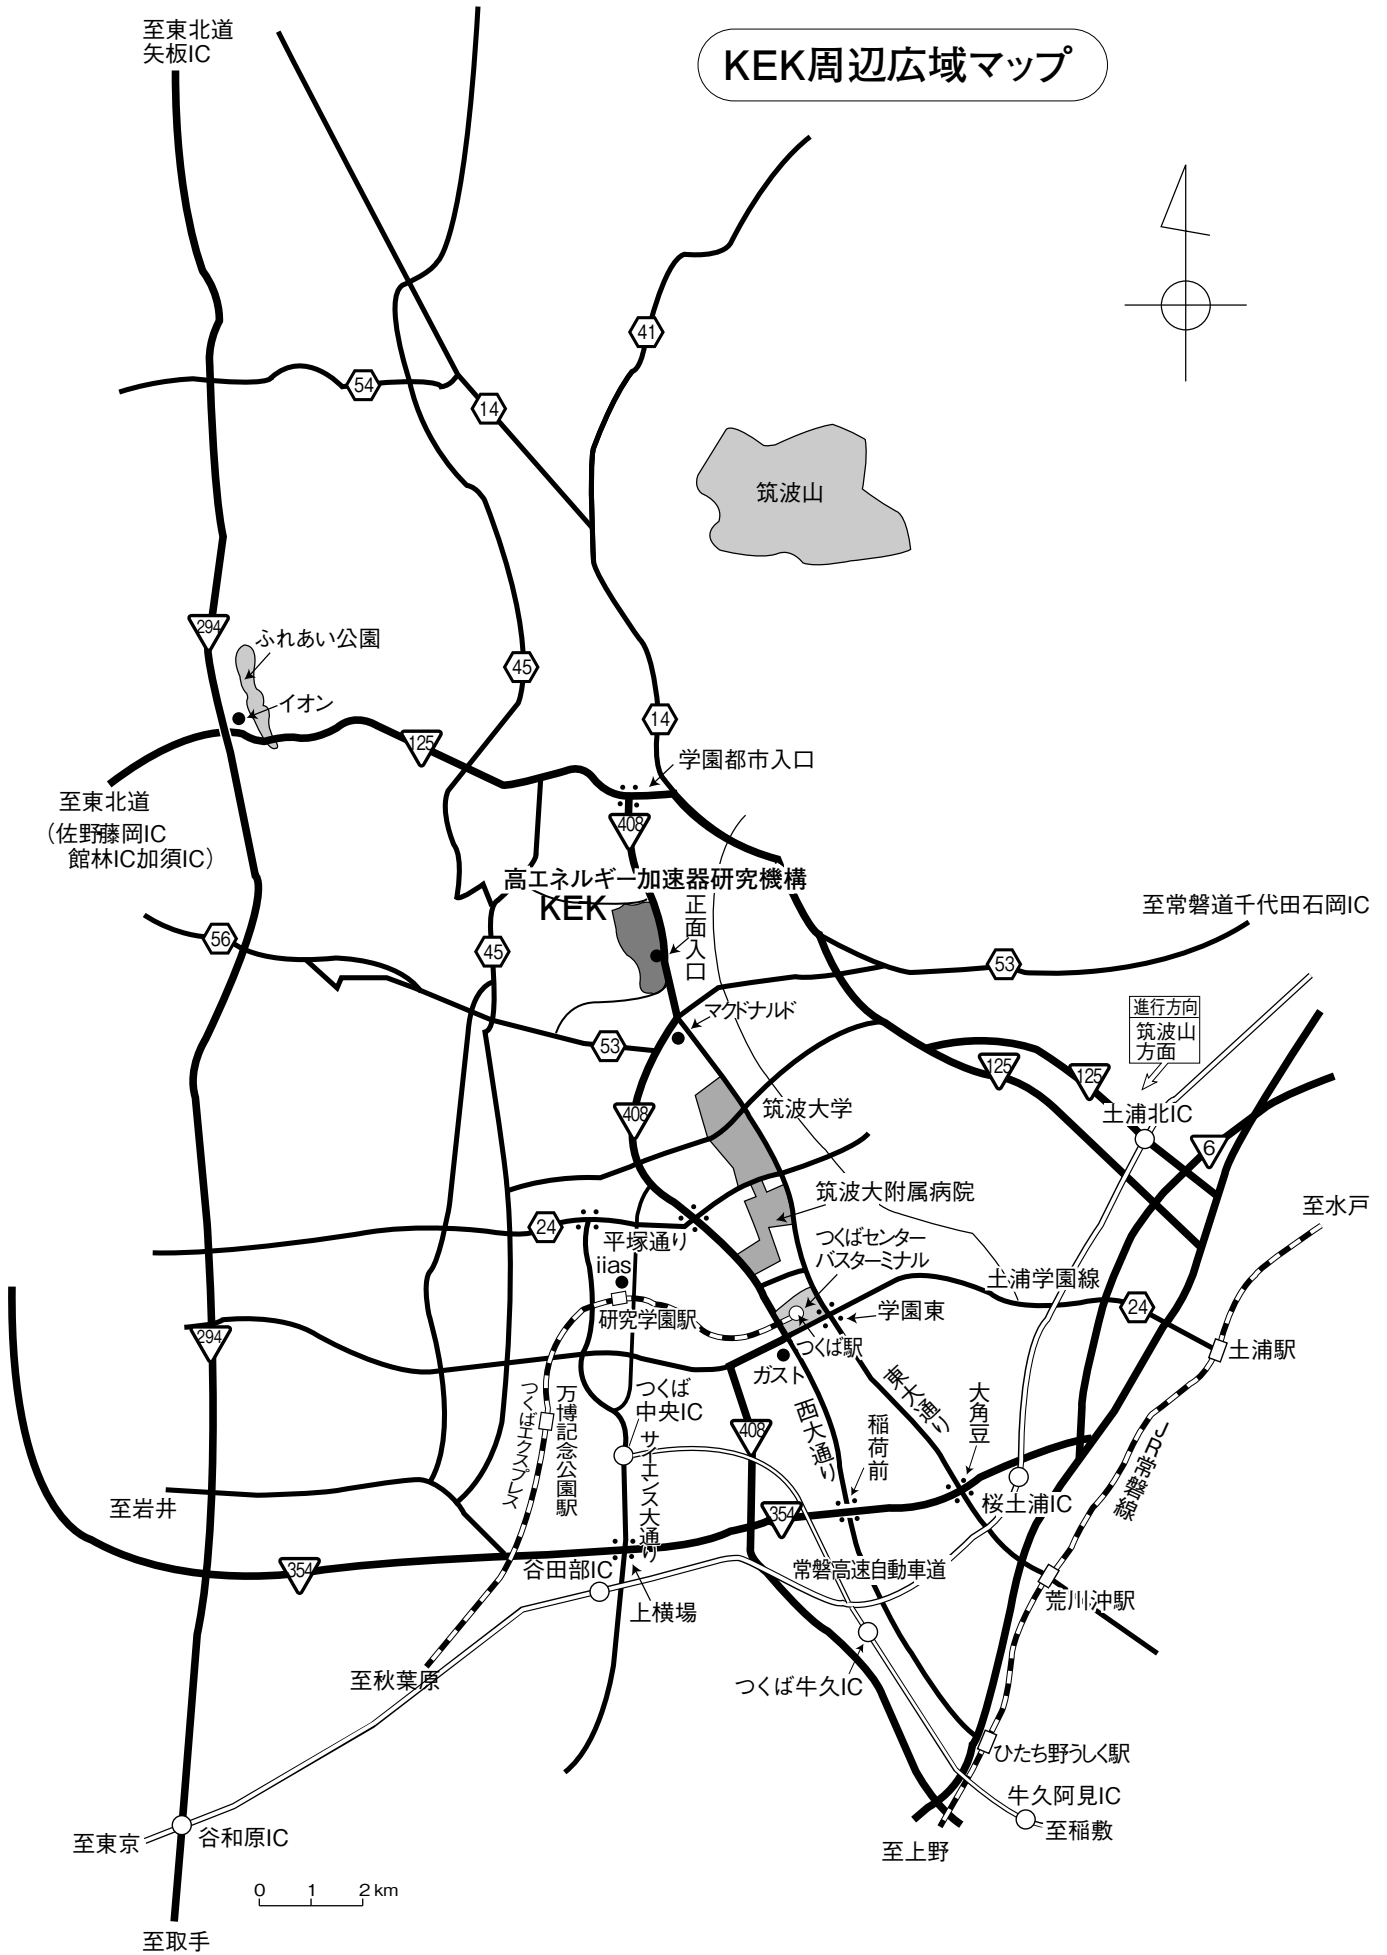 至東北道
矢板IC
KEK周辺広域マップ
41
54
14
筑波山
294
ふれあい公園
イオン
45
14
125
学園都市入口
至東北道
(佐野藤岡IC
館林IC加須IC)
408
高エネルギー加速器研究機構
KEK
正面入口
至常磐道千代田石岡IC
56
45
53
進行方向
筑波山
方面
マクドナルド
53
125
125
408
筑波大学
土浦北IC
6
筑波大附属病院
至水戸
24
平塚通り
つくばセンター
バスターミナル
iias
土浦学園線
研究学園駅
学園東
24
294
つくば駅
土浦駅
ガスト
東大通り
つくば
中央IC
大角豆
つくばエクスプレス
万博記念公園駅
西大通り
稲荷前
408
サイエンス大通り
JR常磐線
至岩井
桜土浦IC
354
354
谷田部IC
常磐高速自動車道
上横場
荒川沖駅
至秋葉原
つくば牛久IC
ひたち野うしく駅
牛久阿見IC
至稲敷
至東京
谷和原IC
至上野
0 1 2 km
至取手